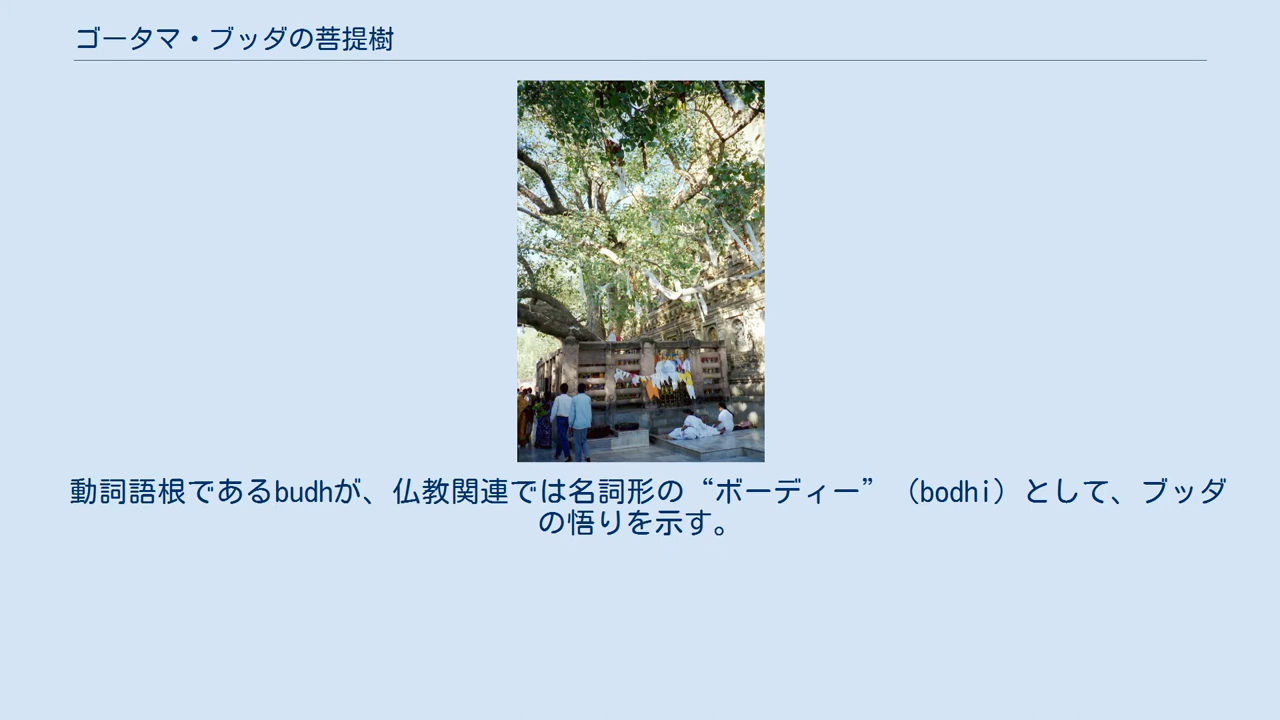 ゴータマ・ブッダの菩提樹
動詞語根であるbudhが、仏教関連では名詞形の“ボーディー”（bodhi）として、ブッダ
の悟りを示す。